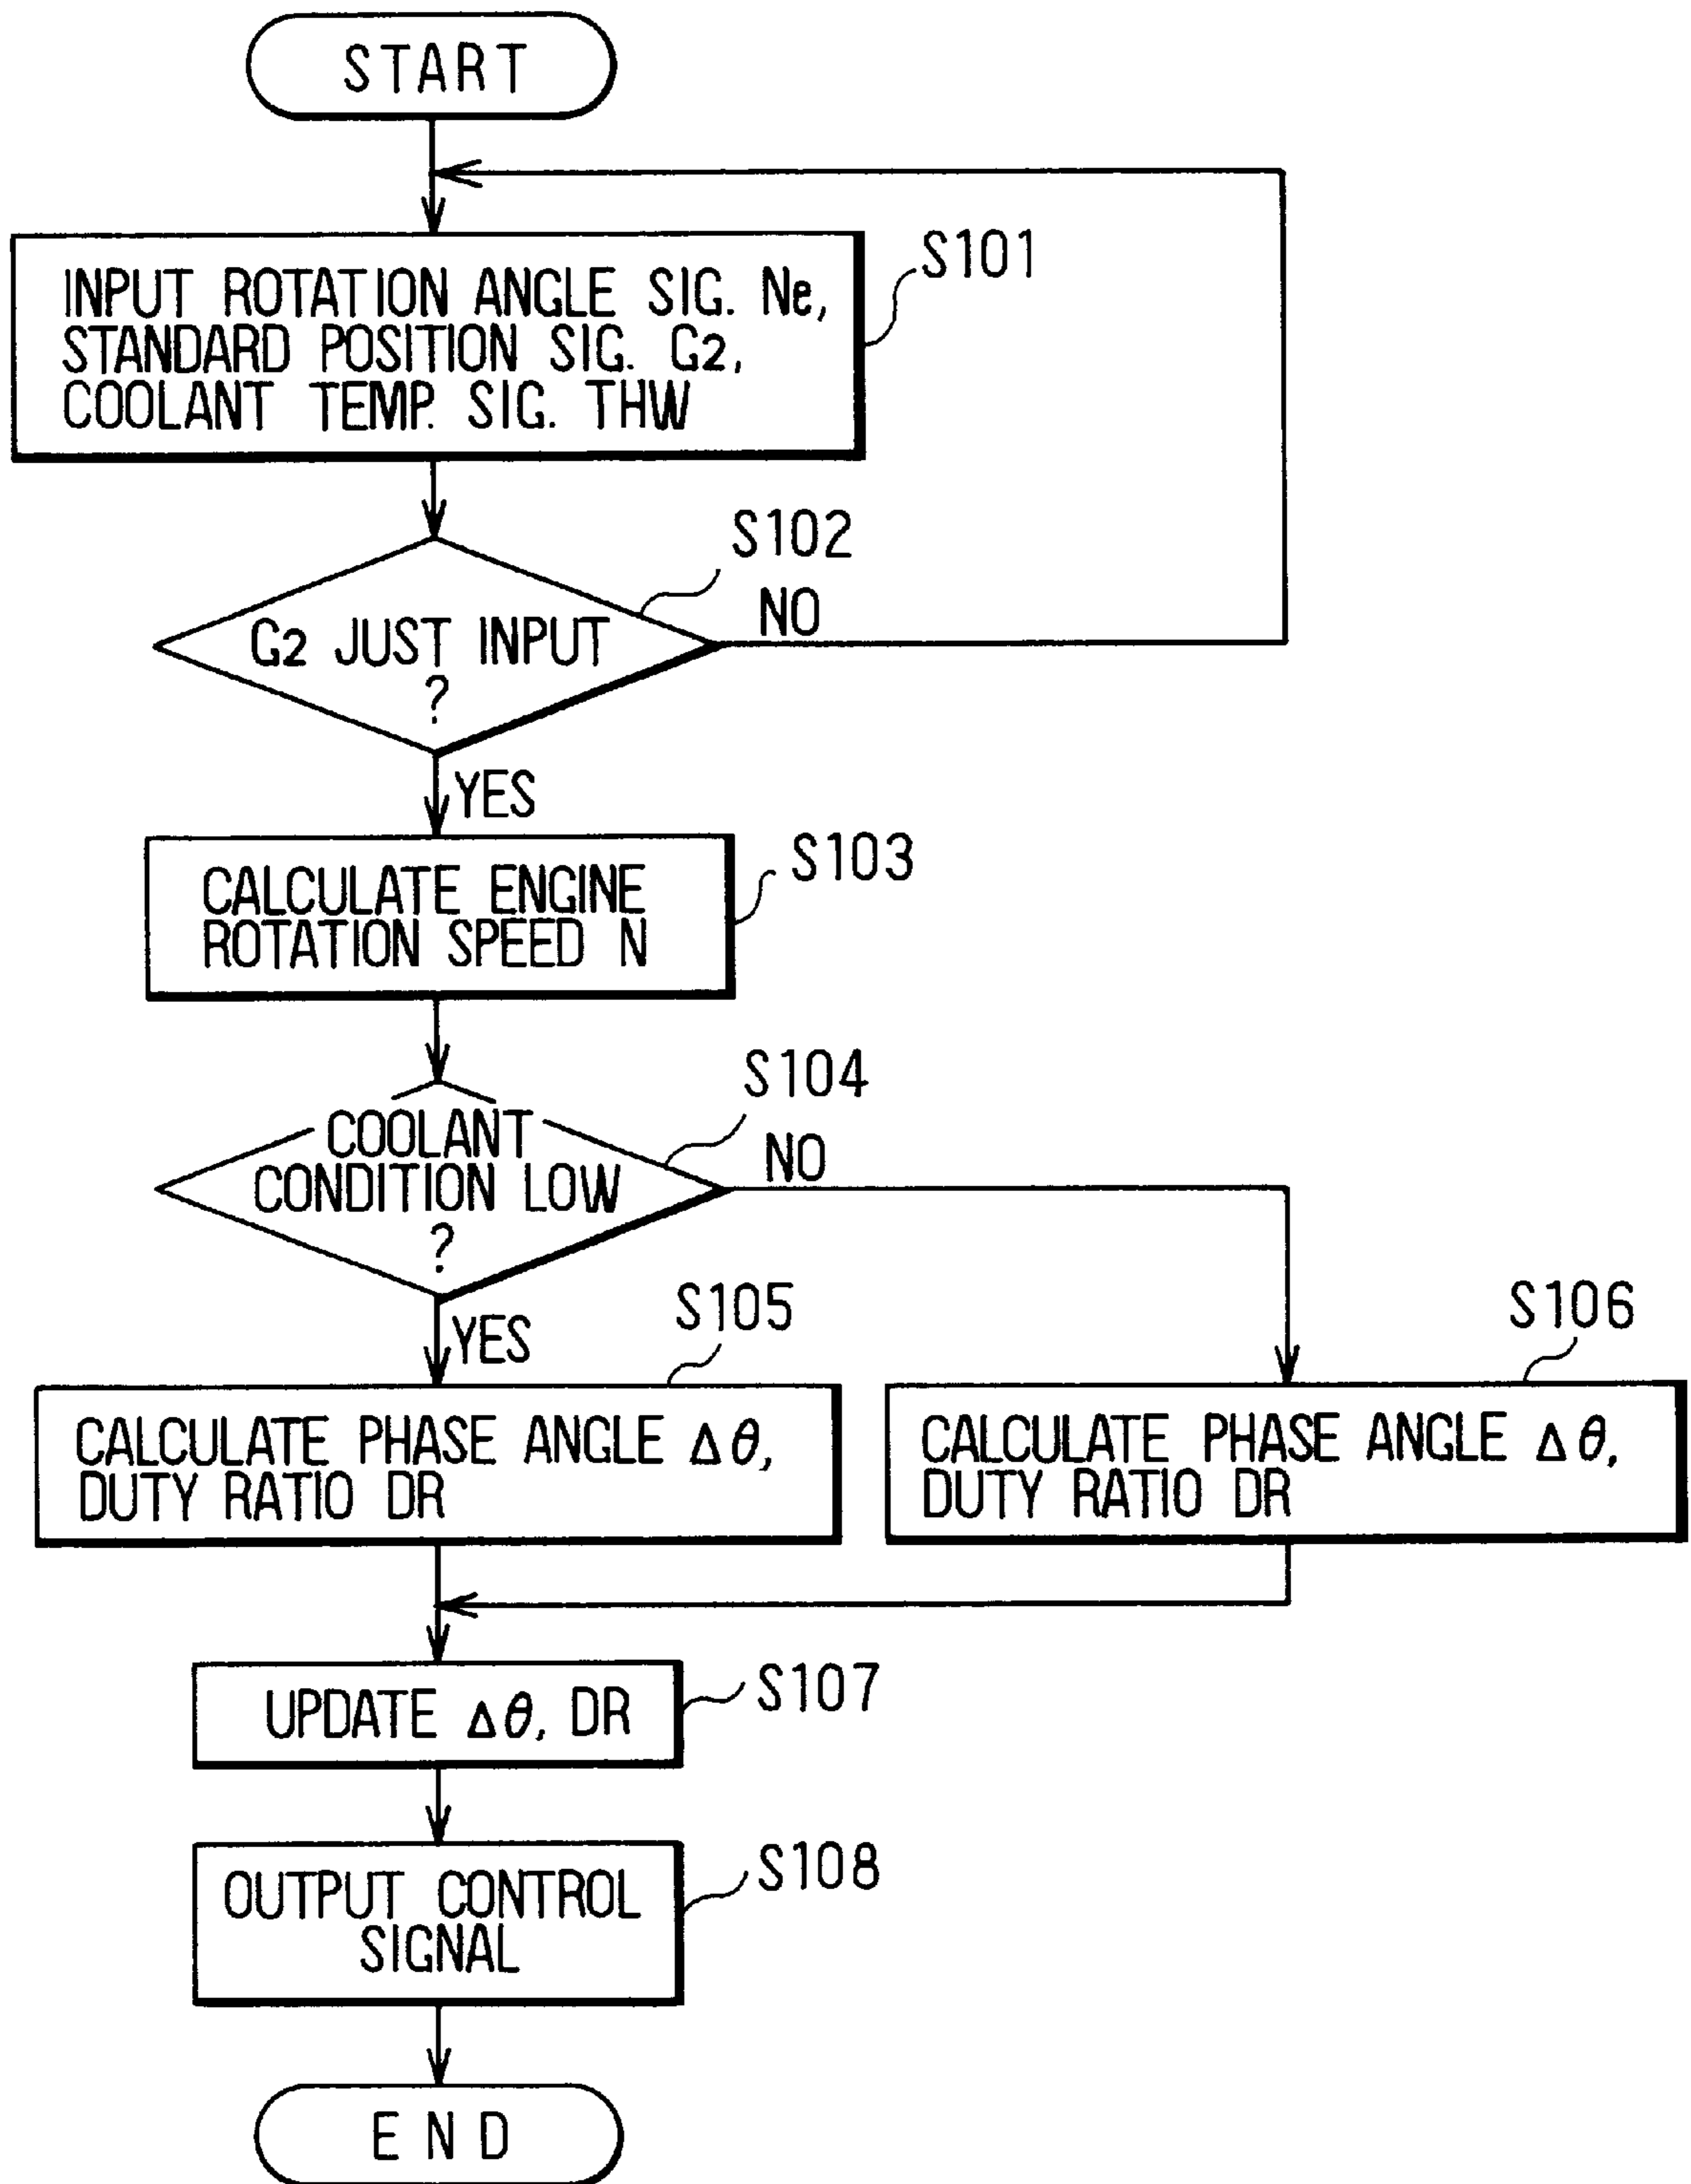 START
S101
INPUT ROTATION ANGLE SIG. Ne,
STANDARD POSITION SIG. G2,
COOLANT TEMP. SIG. THW
S102
NO
G2 JUST INPUT
?
YES
S103
CALCULATE ENGINE
ROTATION SPEED N
S104
NO
COOLANT
CONDITION LOW
?
YES
S105
CALCULATE PHASE ANGLE Δθ,
DUTY RATIO DR
S106
CALCULATE PHASE ANGLE Δθ,
DUTY RATIO DR
S107
UPDATE Δθ, DR
S108
OUTPUT CONTROL
SIGNAL
END